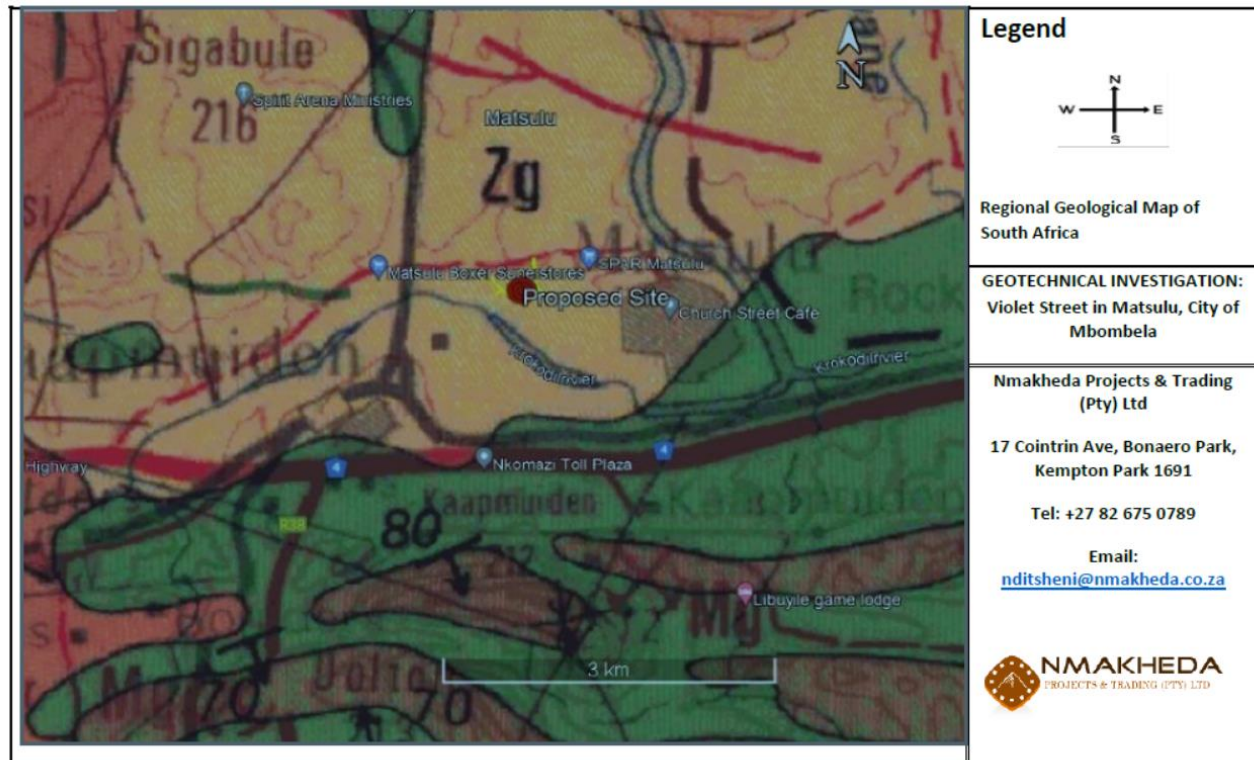 Sigabule
Spirit Arena Ministries
216
Matsulu
Zg
N
Matsulu Boxer Superstores
SPAR Matsulu
Matsulu
Proposed Site
Church Street Cafe
Rock
Krokodilrivier
Krokodilrivier
Highway
4
4
Nkomazi Toll Plaza
Kaapmuiden
Kaapmuiden
R38
80
Libuyile game lodge
Mg
3 km
70
70
Legend
N
W
E
S
Regional Geological Map of
South Africa
GEOTECHNICAL INVESTIGATION:
Violet Street in Matsulu, City of
Mbombela
Nmakheda Projects & Trading
(Pty) Ltd
17 Cointrin Ave, Bonaero Park,
Kempton Park 1691
Tel: +27 82 675 0789
Email:
nditsheni@nmakheda.co.za
NMAKHEDA
PROJECTS & TRADING (PTY) LTD